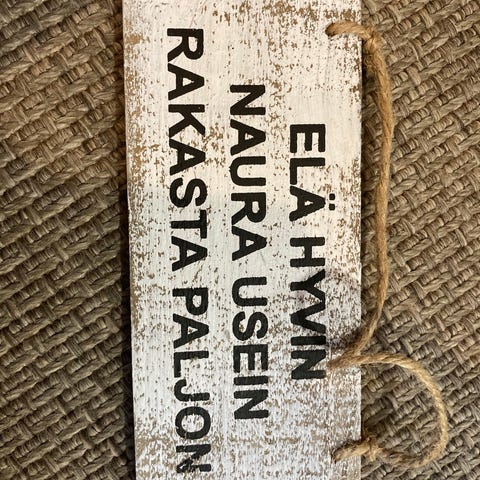 ELÄ HYVIN
NAURA USEIN
RAKASTA PALJON